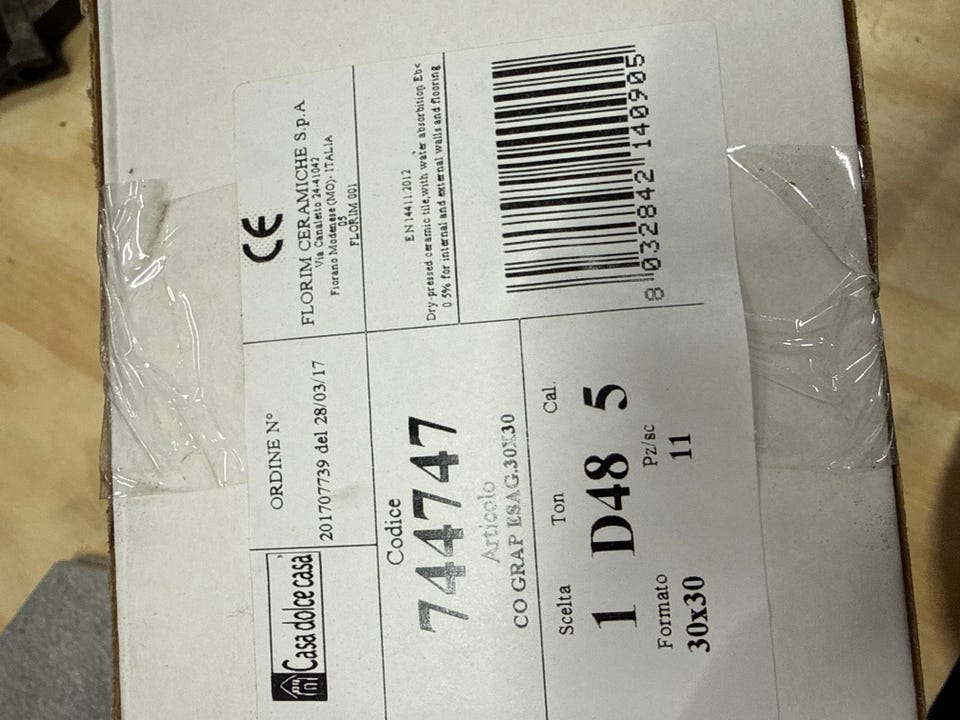 Casa dolce casa
ORDINE N°
201707739 del 28/03/17
CE
FLORIM CERAMICHE S.p.A
Via Canaletto 24-41042
Fiorano Modenese (MO)- ITALIA
05
FLORIM 001
Codice
744747
Articolo
CO GRAP ESAG.30X30
EN 14411:2012
Dry-pressed ceramic tile,with water absorbition Eb<
0.5% for internal and external walls and flooring
Scelta Ton Cal.
1 D48 5
Formato Pz/sc
30x30 11
8 032842 140905